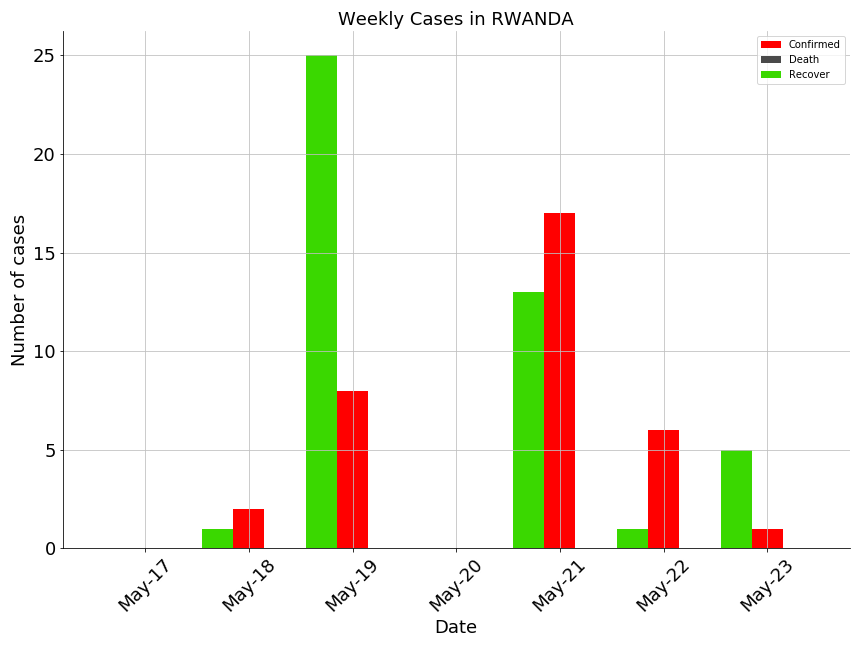 Weekly Cases in RWANDA
Confirmed
Death
Recover
Number of cases
25
20
15
10
5
0
May-17
May-18
May-19
May-20
May-21
May-22
May-23
Date